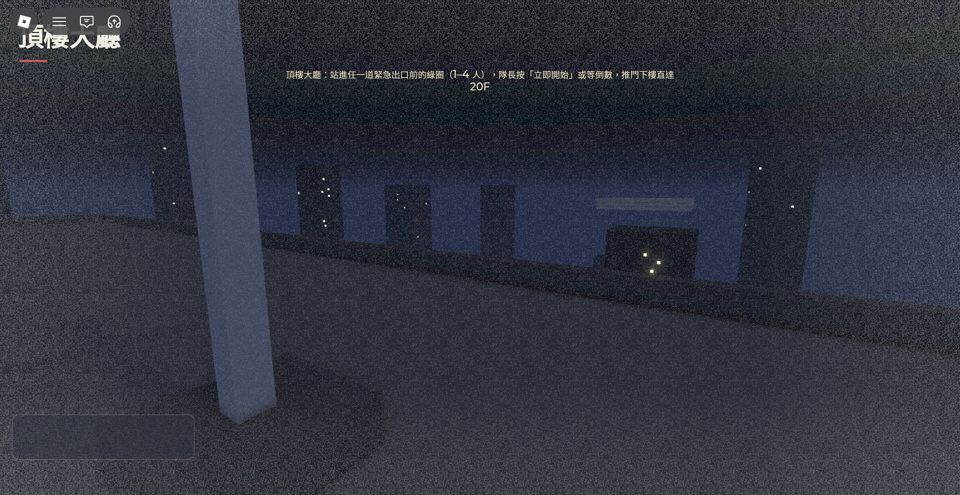 頂樓大廳
頂樓大廳：站進任一道緊急出口前的綠圈（1–4 人），隊長按「立即開始」或等倒數，推門下樓直達
20F